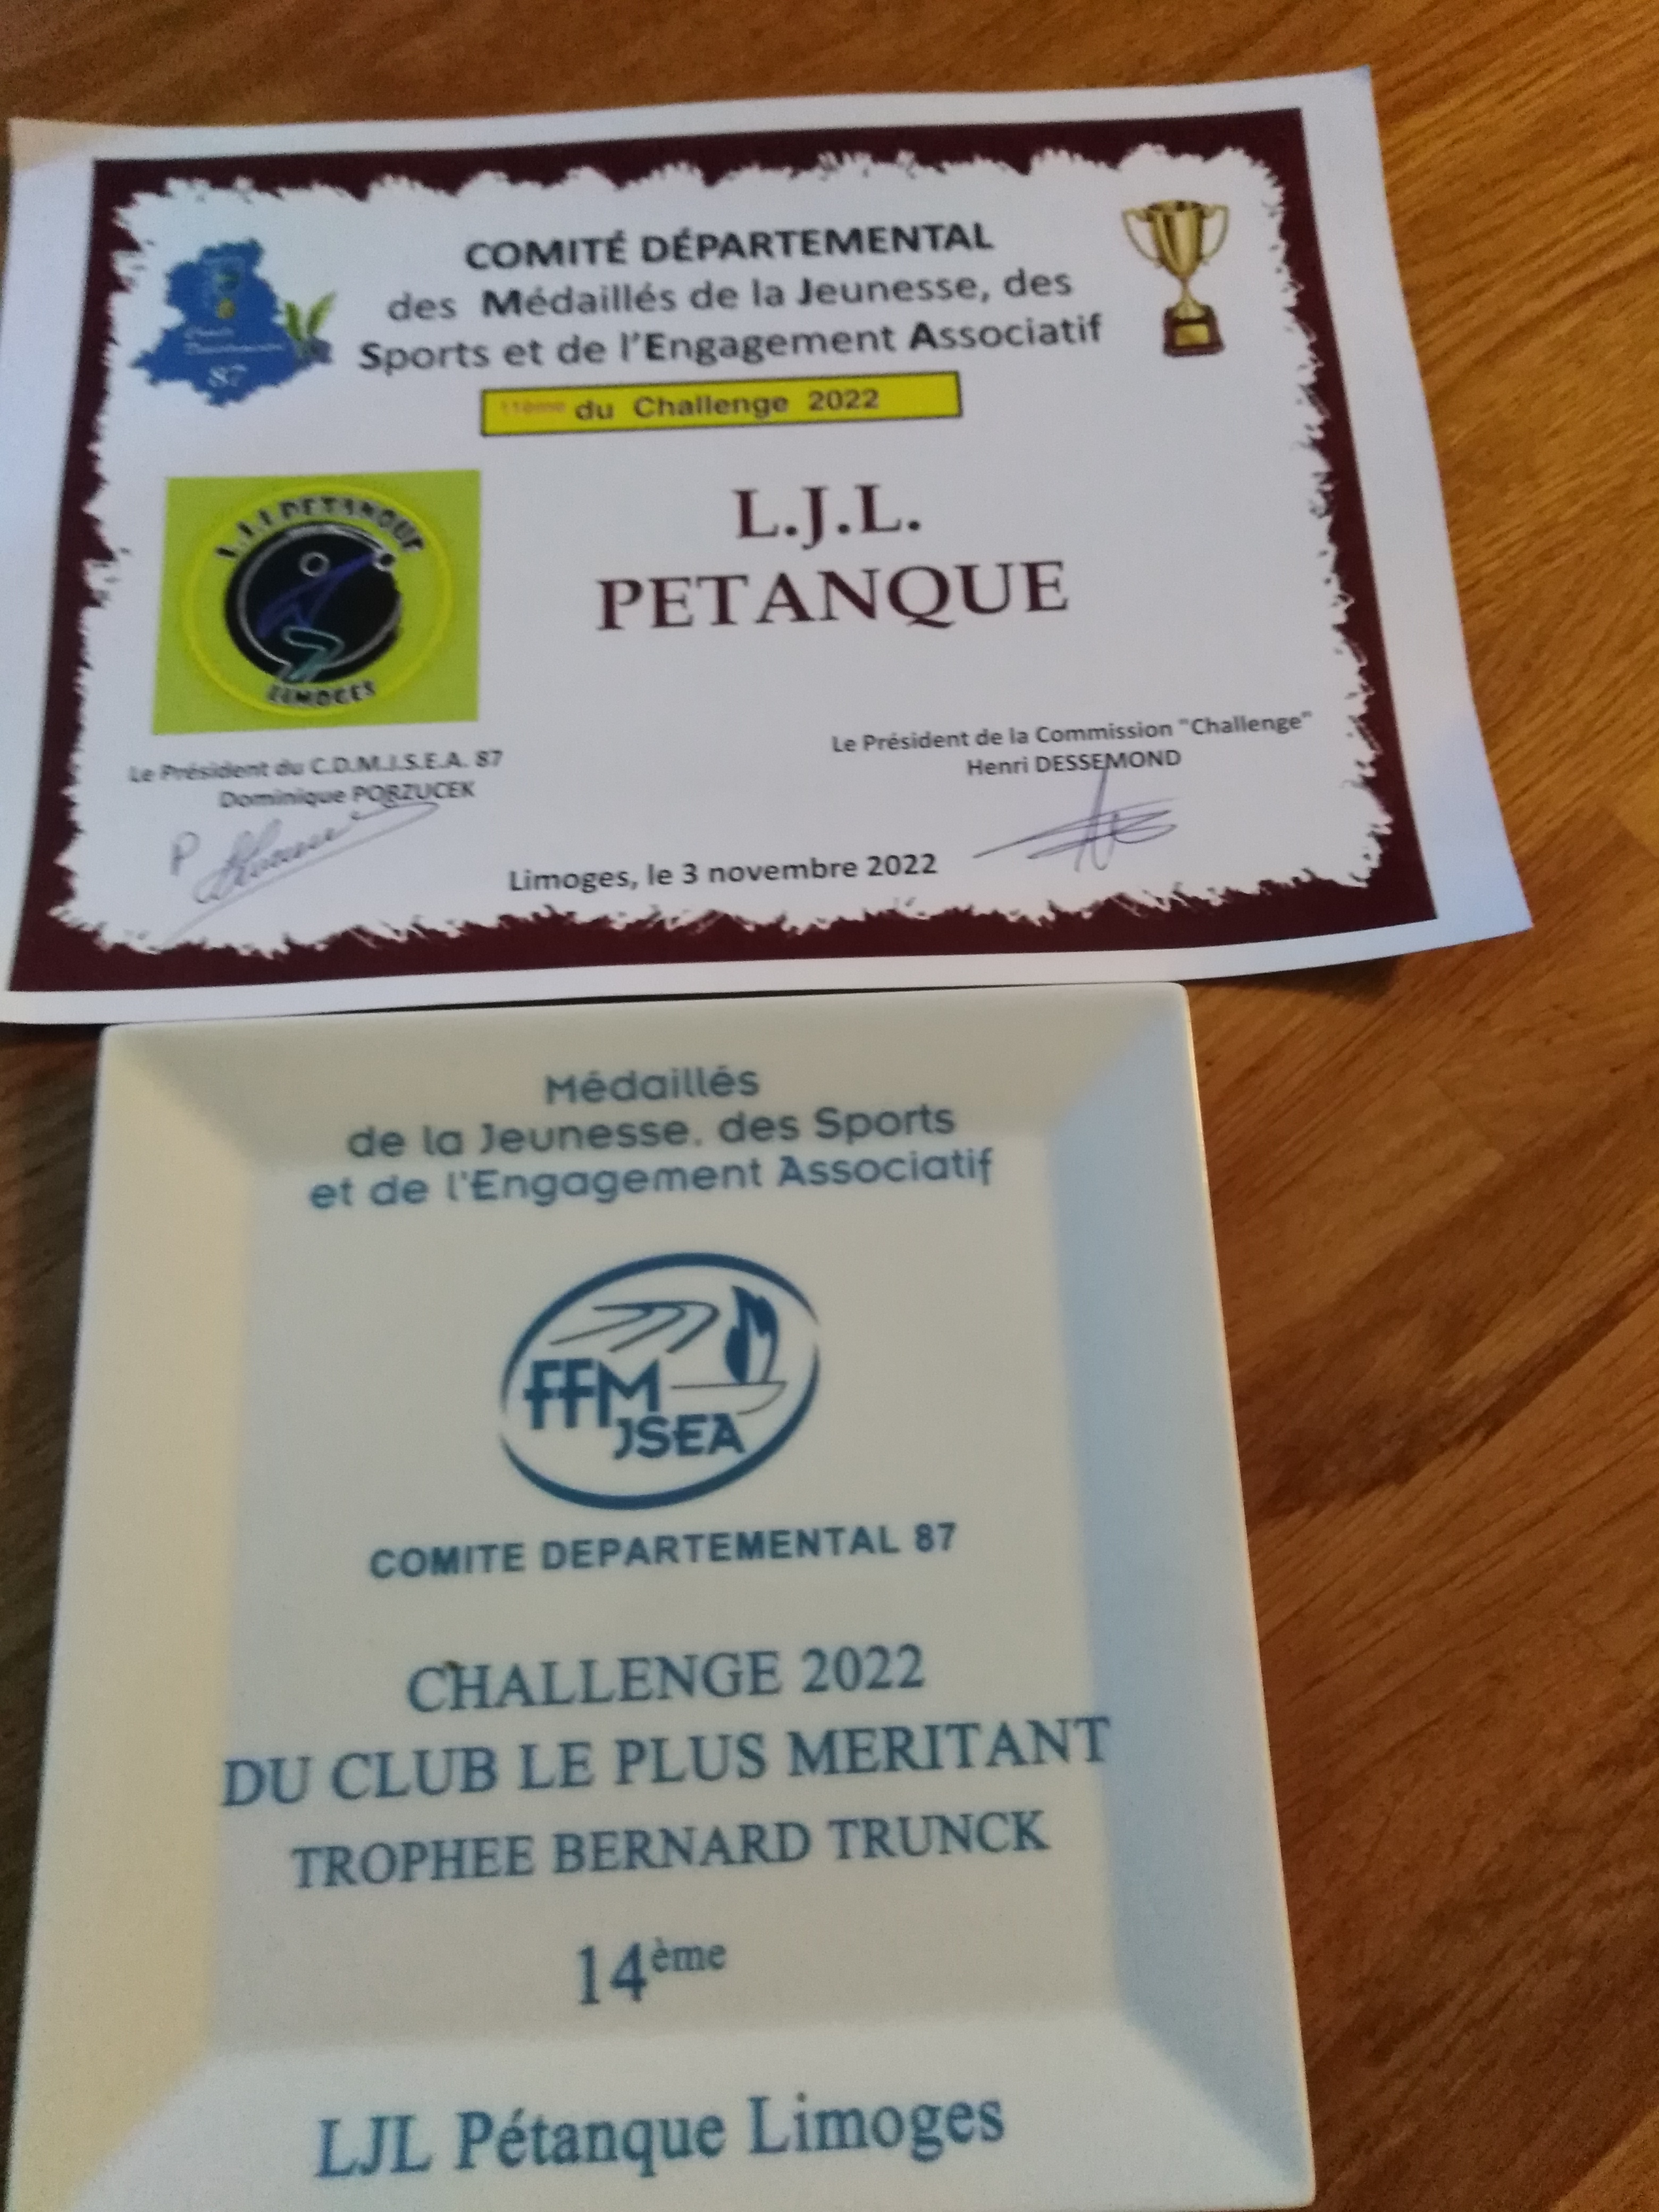 COMITÉ DÉPARTEMENTAL
des Médaillés de la Jeunesse, des
Sports et de l'Engagement Associatif
87
11ème du Challenge 2022
L.J.L PETANQUE
LIMOGES
L.J.L.
PETANQUE
Le Président du C.D.M.J.S.E.A. 87
Dominique PORZUCEK
Le Président de la Commission "Challenge"
Henri DESSEMOND
Limoges, le 3 novembre 2022
Médaillés
de la Jeunesse, des Sports
et de l'Engagement Associatif
FFM
JSEA
COMITE DEPARTEMENTAL 87
CHALLENGE 2022
DU CLUB LE PLUS MERITANT
TROPHEE BERNARD TRUNCK
14ème
LJL Pétanque Limoges